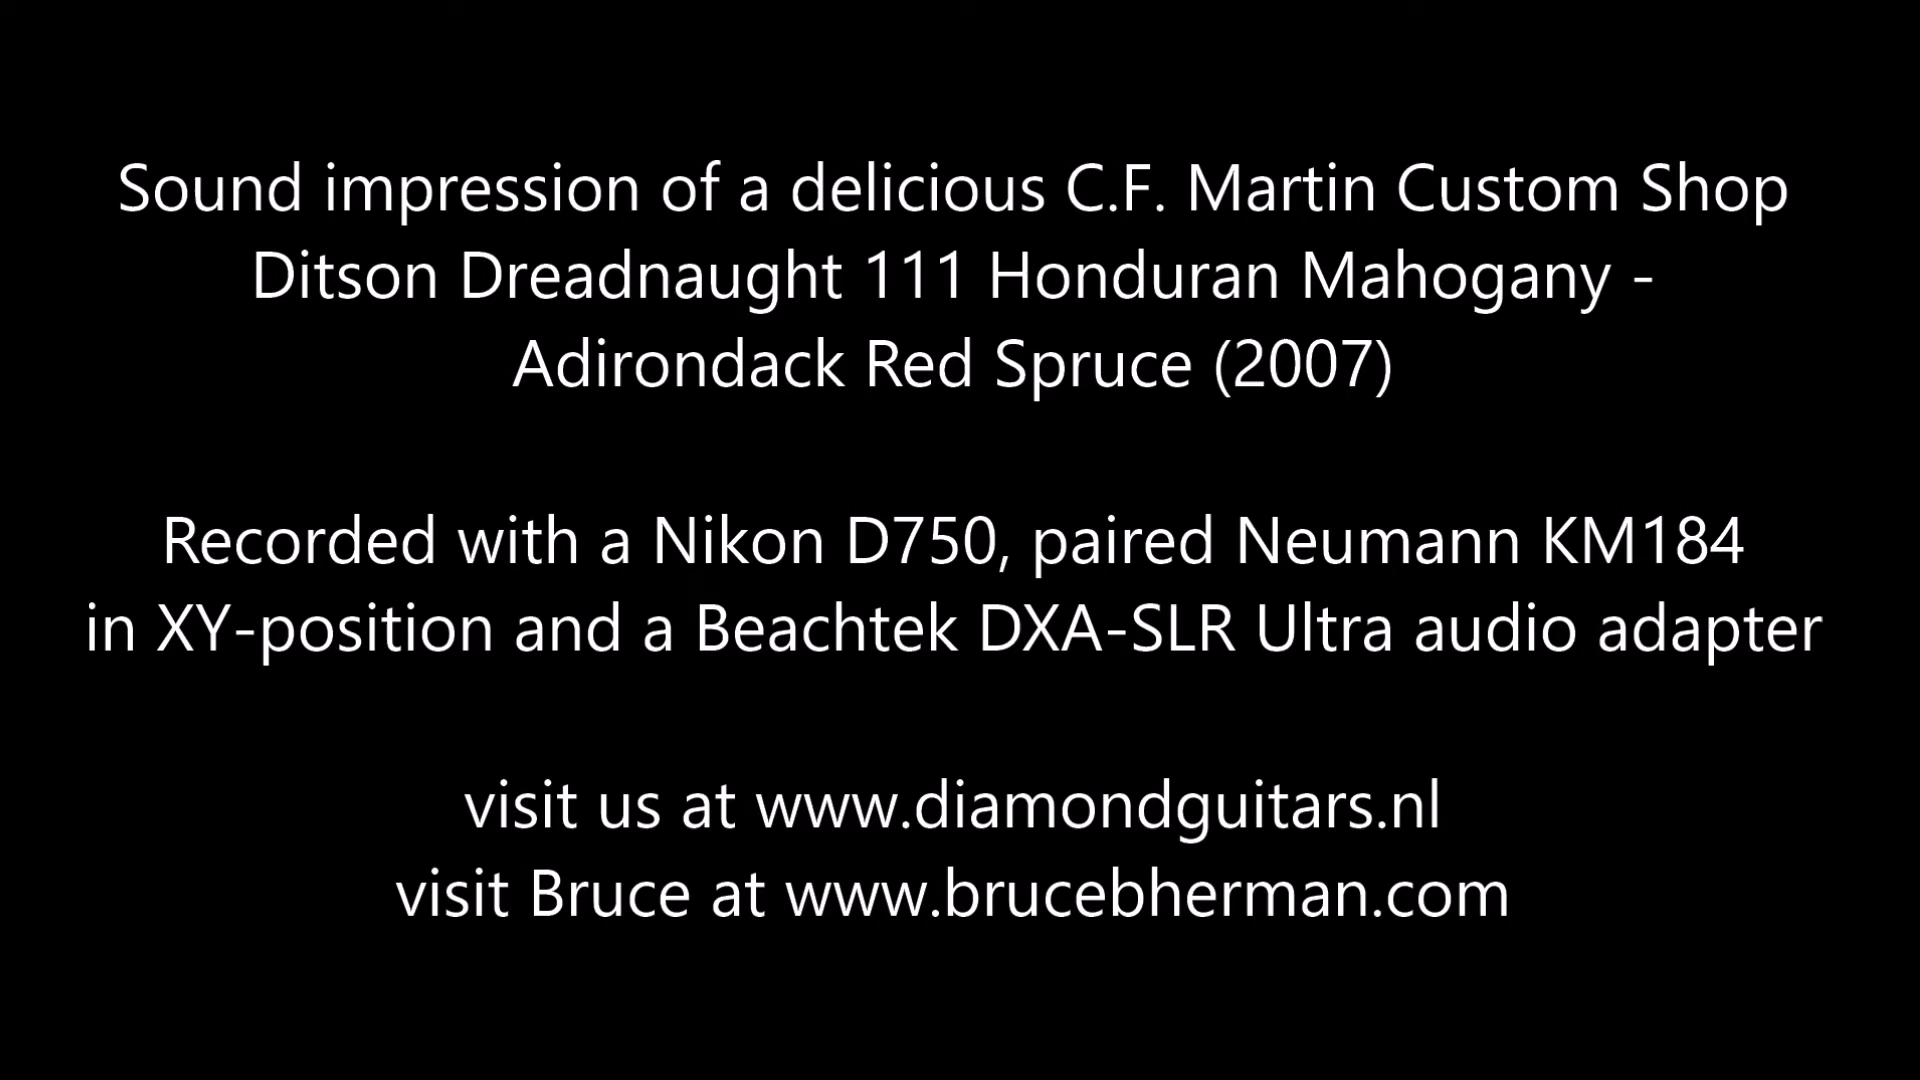 Sound impression of a delicious C.F. Martin Custom Shop
Ditson Dreadnaught 111 Honduran Mahogany -
Adirondack Red Spruce (2007)
Recorded with a Nikon D750, paired Neumann KM184
in XY-position and a Beachtek DXA-SLR Ultra audio adapter
visit us at www.diamondguitars.nl
visit Bruce at www.brucebherman.com